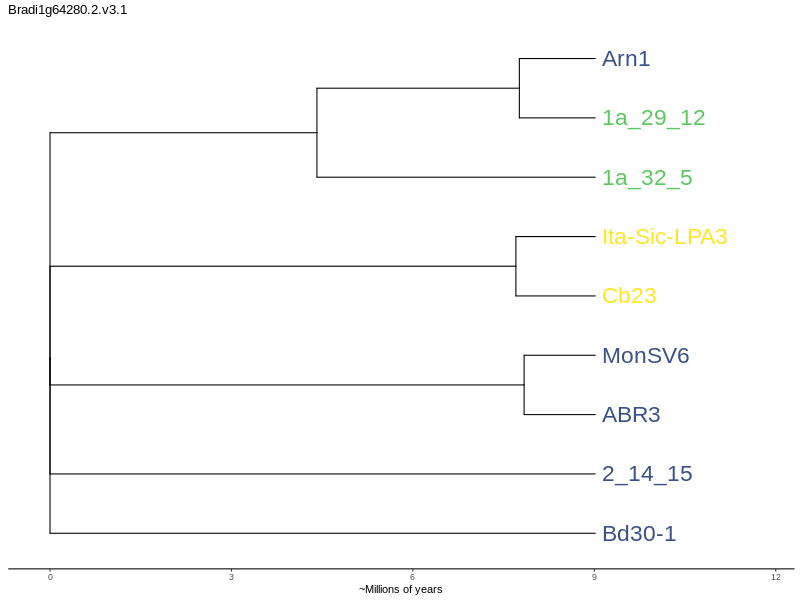 Bradi1g64280.2.v3.1
Arn1
1a_29_12
1a_32_5
Ita-Sic-LPA3
Cb23
MonSV6
ABR3
2_14_15
Bd30-1
0 3 6 9 12
~Millions of years